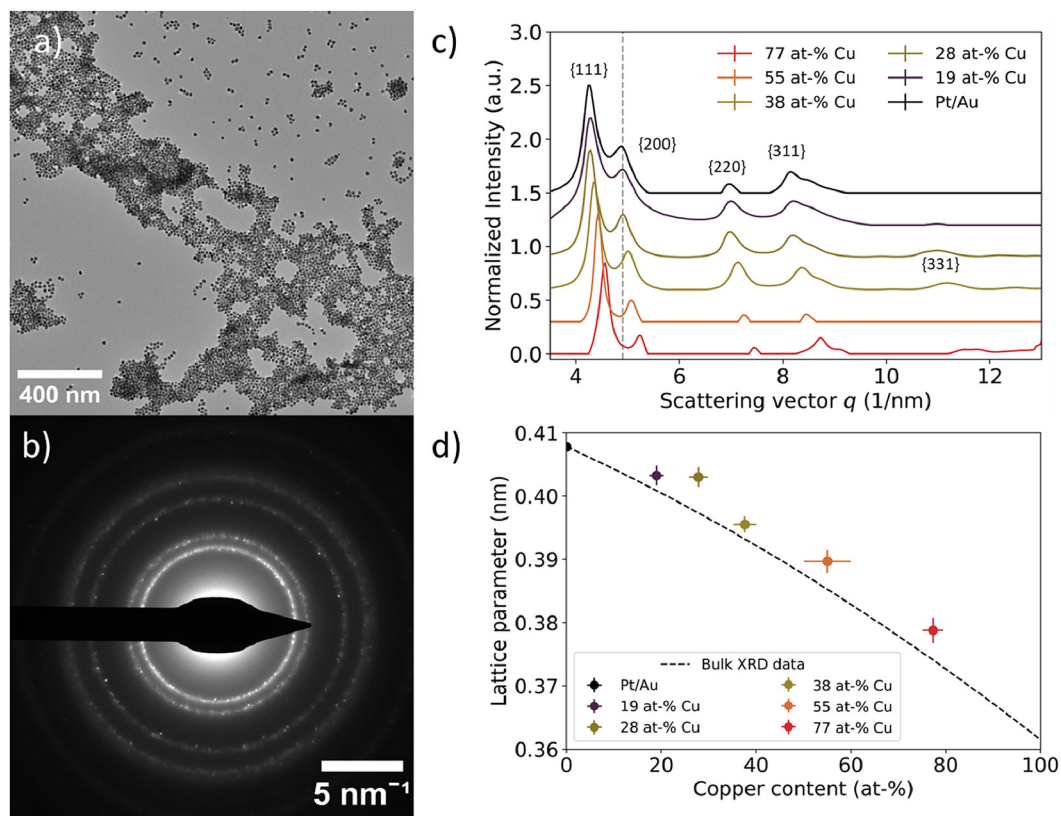 a)
400 nm
b)
5 nm⁻¹
c)
3.0
2.5
2.0
1.5
1.0
0.5
0.0
Normalized Intensity (a.u.)
77 at-% Cu
55 at-% Cu
38 at-% Cu
28 at-% Cu
19 at-% Cu
Pt/Au
{111}
{200}
{220}
{311}
{331}
4 6 8 10 12
Scattering vector q (1/nm)
d)
0.41
0.40
0.39
0.38
0.37
0.36
Lattice parameter (nm)
Bulk XRD data
Pt/Au
19 at-% Cu
28 at-% Cu
38 at-% Cu
55 at-% Cu
77 at-% Cu
0 20 40 60 80 100
Copper content (at-%)